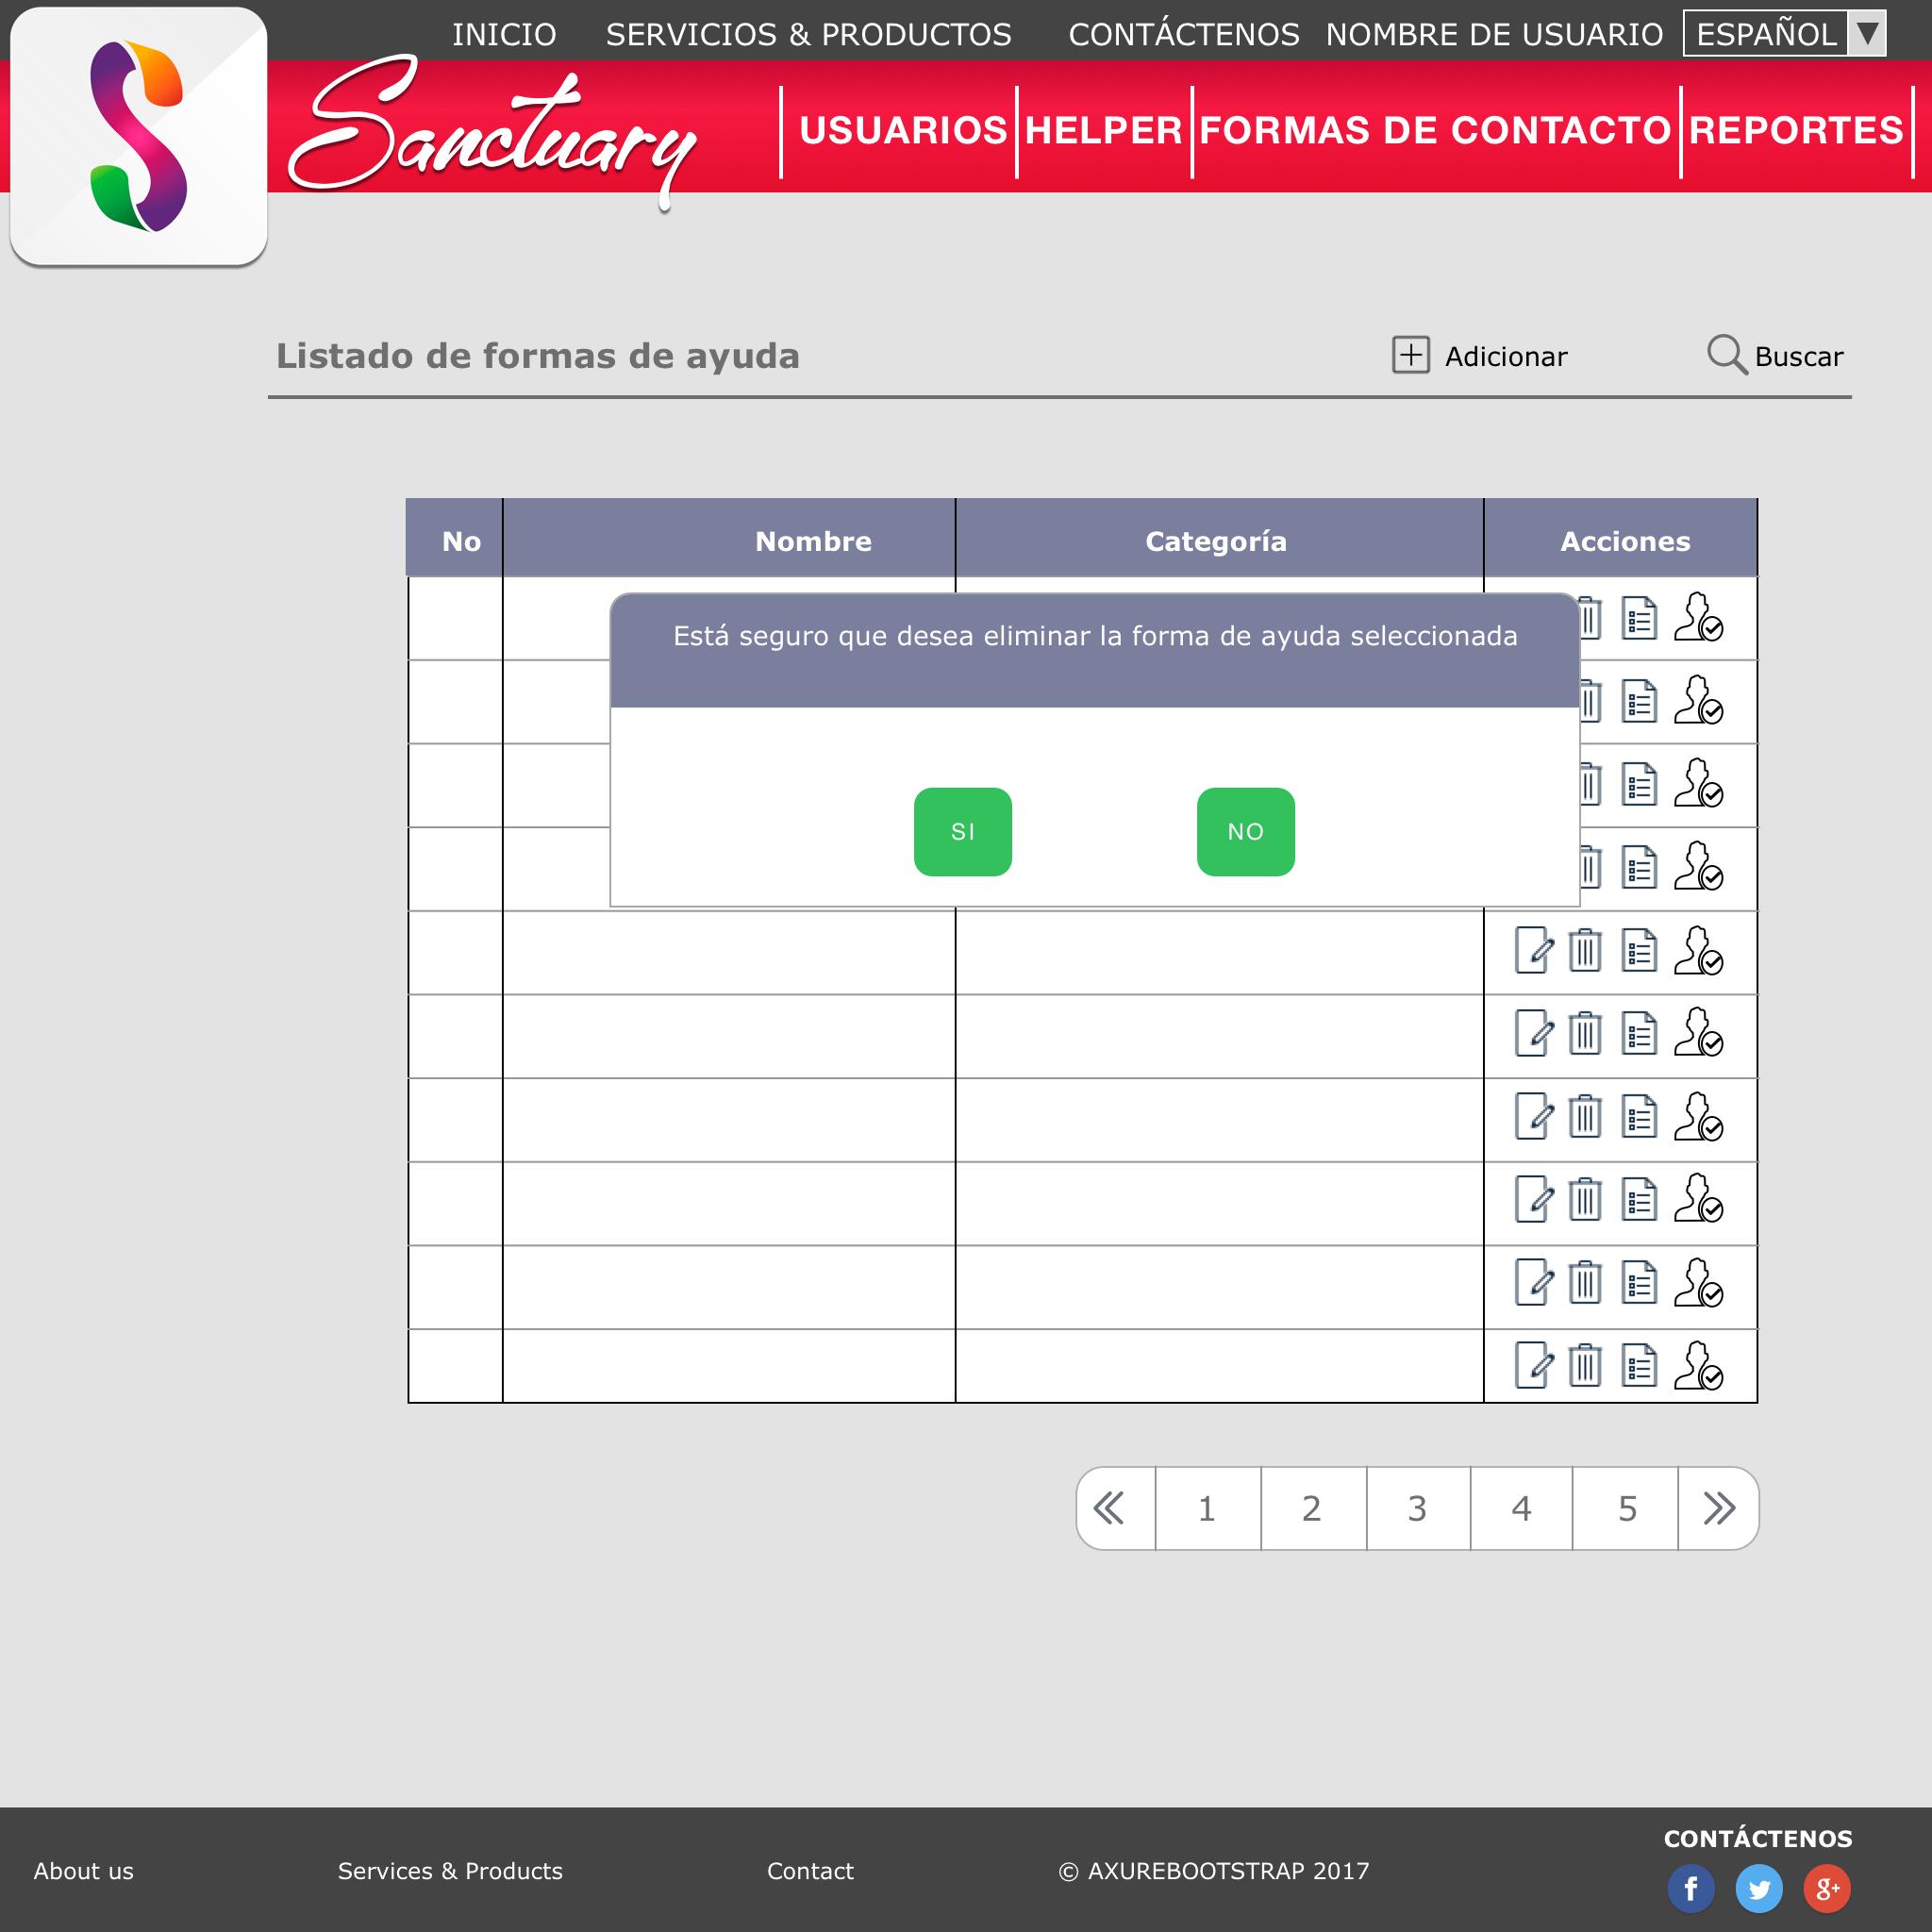 INICIO SERVICIOS & PRODUCTOS CONTÁCTENOS NOMBRE DE USUARIO ESPAÑOL
Sanctuary
USUARIOS HELPER FORMAS DE CONTACTO REPORTES
Listado de formas de ayuda
Adicionar
Buscar
No Nombre Categoría Acciones
Está seguro que desea eliminar la forma de ayuda seleccionada
SI NO
1 2 3 4 5
CONTÁCTENOS
About us Services & Products Contact © AXUREBOOTSTRAP 2017
f g+